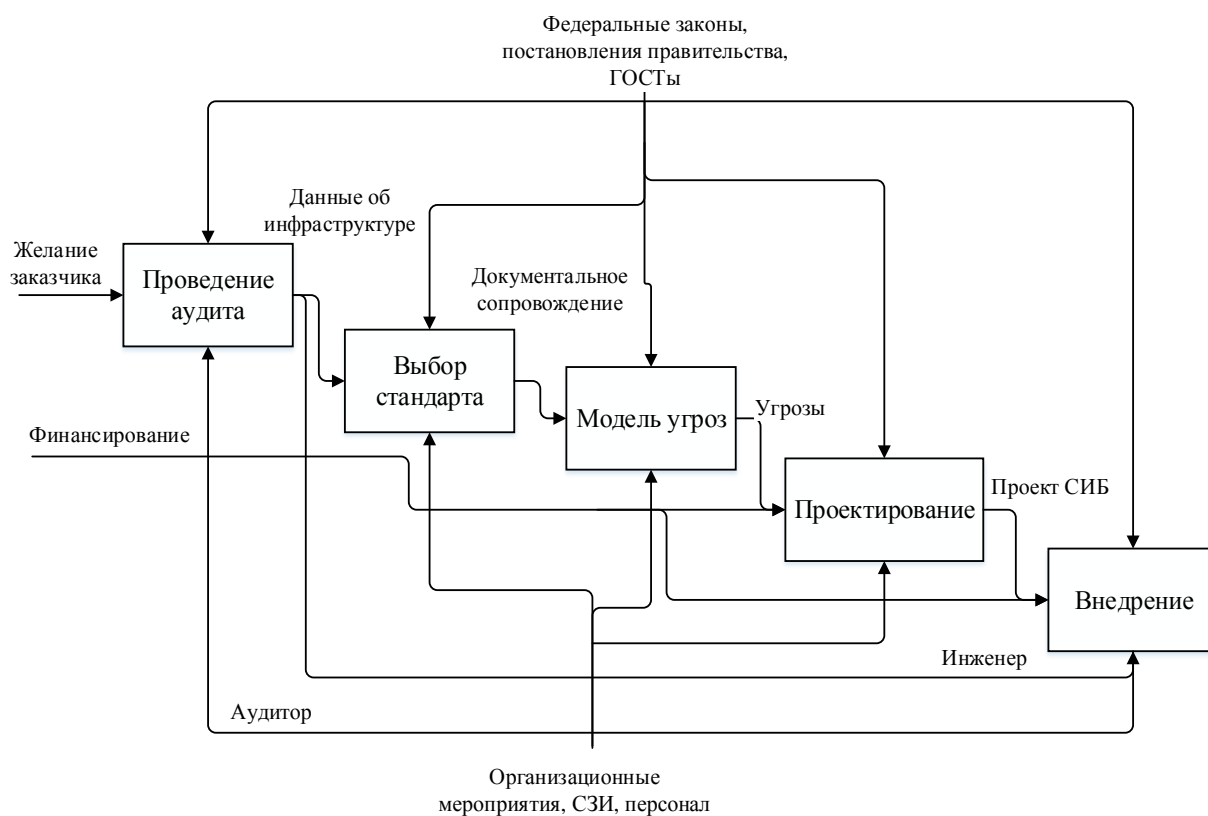 Федеральные законы,
постановления правительства,
ГОСТы
Данные об
инфраструктуре
Желание
заказчика
Проведение
аудита
Документальное
сопровождение
Выбор
стандарта
Модель угроз
Угрозы
Финансирование
Проектирование
Проект СИБ
Внедрение
Инженер
Аудитор
Организационные
мероприятия, СЗИ, персонал